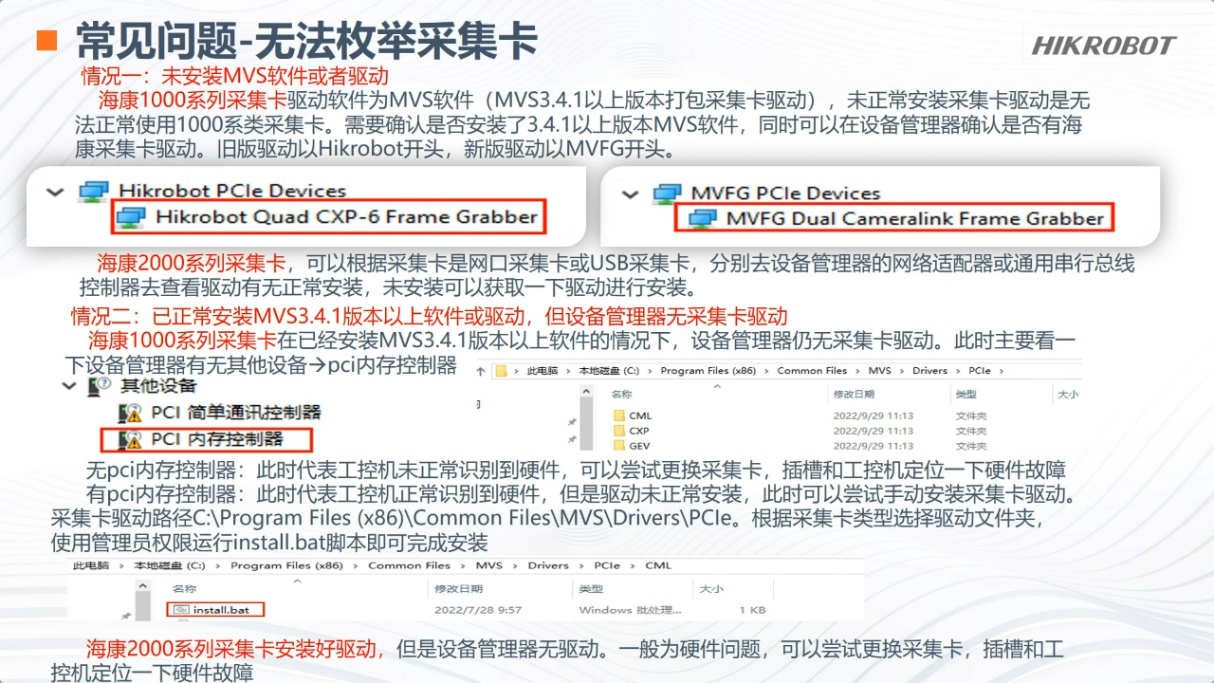 常见问题-无法枚举采集卡
HIKROBOT
情况一：未安装MVS软件或者驱动
海康1000系列采集卡驱动软件为MVS软件（MVS3.4.1以上版本打包采集卡驱动），未正常安装采集卡驱动是无
法正常使用1000系类采集卡。需要确认是否安装了3.4.1以上版本MVS软件，同时可以在设备管理器确认是否有海
康采集卡驱动。旧版驱动以Hikrobot开头，新版驱动以MVFG开头。
Hikrobot PCIe Devices
Hikrobot Quad CXP-6 Frame Grabber
MVFG PCIe Devices
MVFG Dual Cameralink Frame Grabber
海康2000系列采集卡，可以根据采集卡是网口采集卡或USB采集卡，分别去设备管理器的网络适配器或通用串行总线
控制器去查看驱动有无正常安装，未安装可以获取一下驱动进行安装。
情况二：已正常安装MVS3.4.1版本以上软件或驱动，但设备管理器无采集卡驱动
海康1000系列采集卡在已经安装MVS3.4.1版本以上软件的情况下，设备管理器仍无采集卡驱动。此时主要看一
下设备管理器有无其他设备→pci内存控制器
其他设备
PCI 简单通讯控制器
PCI 内存控制器
此电脑 › 本地磁盘 (C:) › Program Files (x86) › Common Files › MVS › Drivers › PCIe ›
名称 修改日期 类型 大小
CML 2022/9/29 11:13 文件夹
CXP 2022/9/29 11:13 文件夹
GEV 2022/9/29 11:13 文件夹
无pci内存控制器：此时代表工控机未正常识别到硬件，可以尝试更换采集卡，插槽和工控机定位一下硬件故障
有pci内存控制器：此时代表工控机正常识别到硬件，但是驱动未正常安装，此时可以尝试手动安装采集卡驱动。
采集卡驱动路径C:\Program Files (x86)\Common Files\MVS\Drivers\PCIe。根据采集卡类型选择驱动文件夹，
使用管理员权限运行install.bat脚本即可完成安装
此电脑 › 本地磁盘 (C:) › Program Files (x86) › Common Files › MVS › Drivers › PCIe › CML
名称 修改日期 类型 大小
install.bat 2022/7/28 9:57 Windows 批处理... 1 KB
海康2000系列采集卡安装好驱动，但是设备管理器无驱动。一般为硬件问题，可以尝试更换采集卡，插槽和工
控机定位一下硬件故障